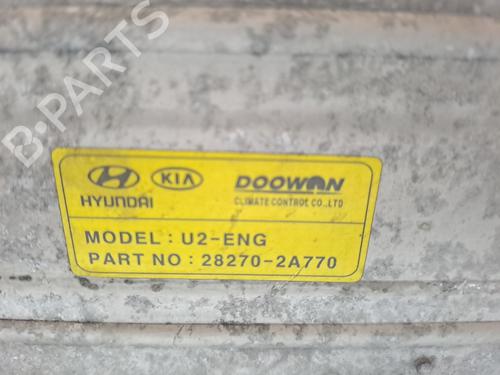 B-PARTS
KIA DOOWON
HYUNDAI CLIMATE CONTROL CO.,LTD
MODEL : U2-ENG
PART NO : 28270-2A770